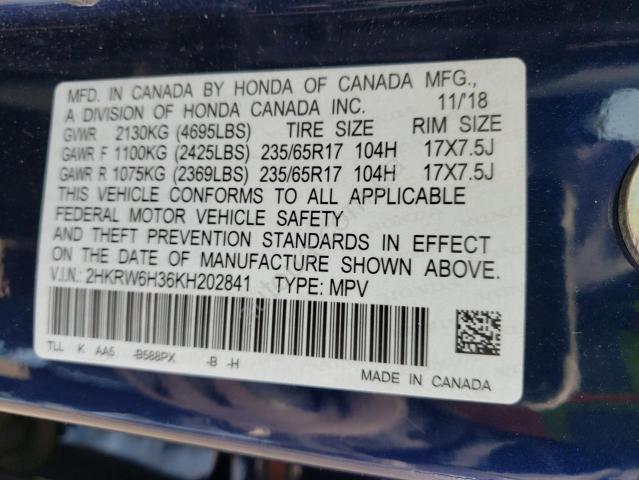 MFD. IN CANADA BY HONDA OF CANADA MFG.,
A DIVISION OF HONDA CANADA INC. 11/'18
GVWR 2130KG (4695LBS) TIRE SIZE RIM SIZE
GAWR F 1100KG (2425LBS) 235/65R17 104H 17X7.5J
GAWR R 1075KG (2369LBS) 235/65R17 104H 17X7.5J
THIS VEHICLE CONFORMS TO ALL APPLICABLE
FEDERAL MOTOR VEHICLE SAFETY
AND THEFT PREVENTION STANDARDS IN EFFECT
ON THE DATE OF MANUFACTURE SHOWN ABOVE.
V.I.N.: 2HKRW6H36KH202841 TYPE: MPV
TLL K AA5 -B588PX -B -H
MADE IN CANADA